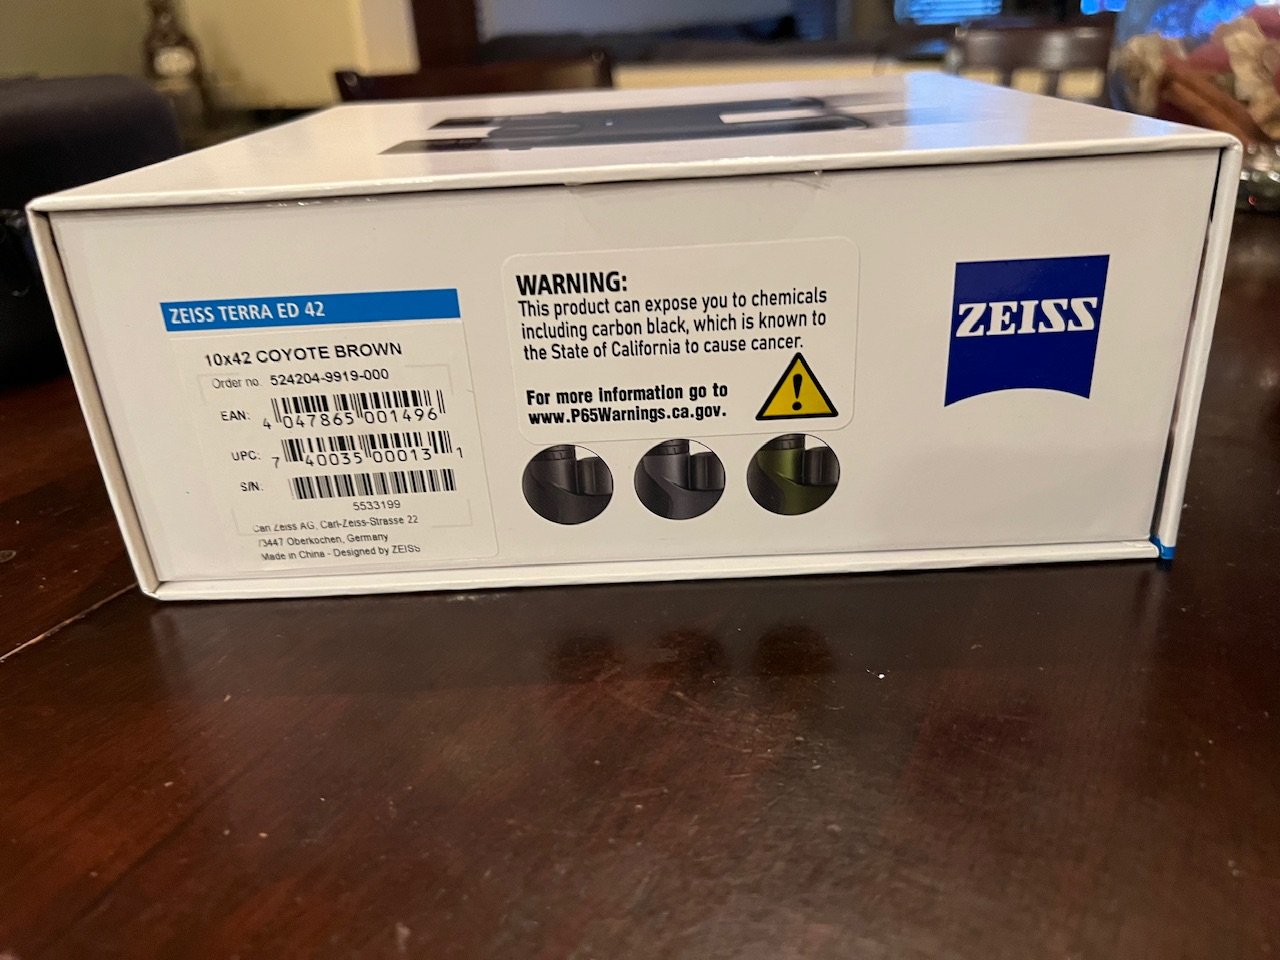 ZEISS TERRA ED 42
10x42 COYOTE BROWN
Order no. 524204-9919-000
EAN:
4 047865 001496
UPC:
7 40035 00013 1
S/N.
5533199
Carl Zeiss AG, Carl-Zeiss-Strasse 22
73447 Oberkochen, Germany
Made in China - Designed by ZEISS
WARNING:
This product can expose you to chemicals
including carbon black, which is known to
the State of California to cause cancer.
For more information go to
www.P65Warnings.ca.gov.
!
ZEISS